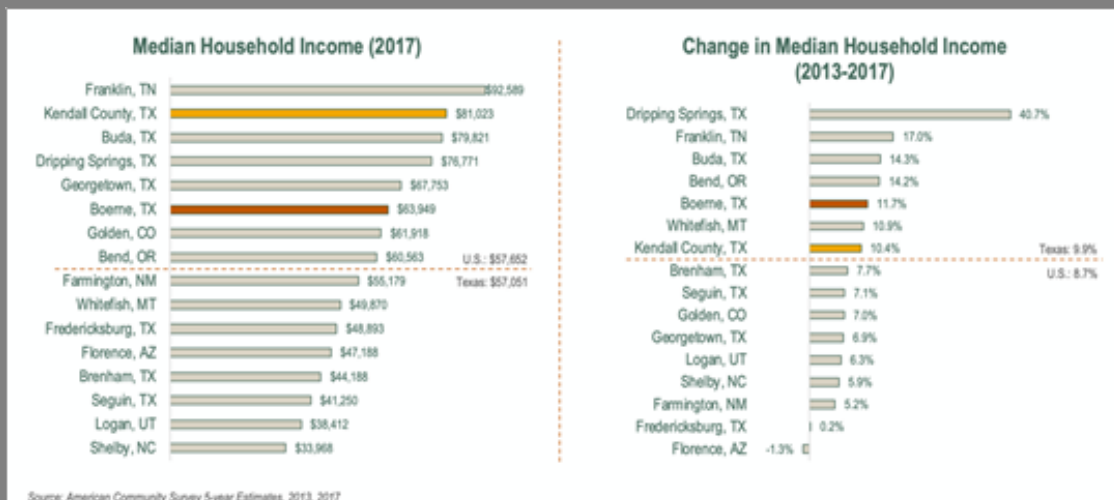 Median Household Income (2017)
Franklin, TN $92,589
Kendall County, TX $81,023
Buda, TX $79,821
Dripping Springs, TX $76,771
Georgetown, TX $67,753
Boerne, TX $63,949
Golden, CO $61,918
Bend, OR $60,563
U.S.: $57,652
Farmington, NM $55,179
Texas: $57,051
Whitefish, MT $49,870
Fredericksburg, TX $48,893
Florence, AZ $47,188
Brenham, TX $44,188
Seguin, TX $41,250
Logan, UT $38,412
Shelby, NC $33,968
Change in Median Household Income
(2013-2017)
Dripping Springs, TX 40.7%
Franklin, TN 17.0%
Buda, TX 14.3%
Bend, OR 14.2%
Boerne, TX 11.7%
Whitefish, MT 10.9%
Kendall County, TX 10.4%
Texas: 9.9%
Brenham, TX 7.7%
U.S.: 8.7%
Seguin, TX 7.1%
Golden, CO 7.0%
Georgetown, TX 6.9%
Logan, UT 6.3%
Shelby, NC 5.9%
Farmington, NM 5.2%
Fredericksburg, TX 0.2%
Florence, AZ -1.3%
Source: American Community Survey 5-year Estimates, 2013, 2017